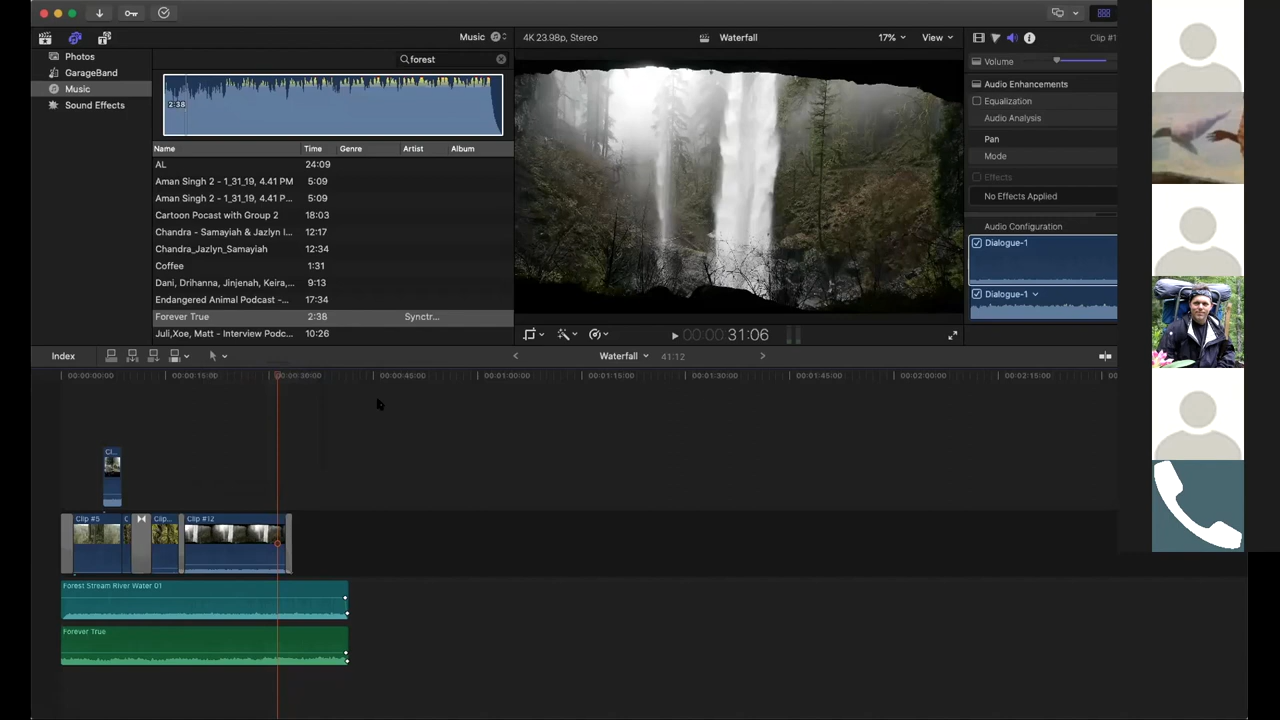 Music
forest
4K 23.98p, Stereo
Waterfall
17%
View
Clip #1
Photos
GarageBand
Music
Sound Effects
2:38
Volume
Audio Enhancements
Equalization
Audio Analysis
Pan
Mode
Effects
No Effects Applied
Audio Configuration
Dialogue-1
Dialogue-1
Name Time Genre Artist Album
AL 24:09
Aman Singh 2 - 1_31_19, 4.41 PM 5:09
Aman Singh 2 - 1_31_19, 4.41 P... 5:09
Cartoon Pocast with Group 2 18:03
Chandra - Samayiah & Jazlyn I... 12:17
Chandra_Jazlyn_Samayiah 12:34
Coffee 1:31
Dani, Drihanna, Jinjenah, Keira,... 9:13
Endangered Animal Podcast -... 17:34
Forever True 2:38 Synctr...
Juli,Xoe, Matt - Interview Podc... 10:26
00:00:00 31:06
Index
Waterfall 41:12
00:00:00:00 00:00:15:00 00:00:30:00 00:00:45:00 00:01:00:00 00:01:15:00 00:01:30:00 00:01:45:00 00:02:00:00 00:02:15:00 00
Cl...
Clip #5 C Clip... Clip #12
Forest Stream River Water 01
Forever True